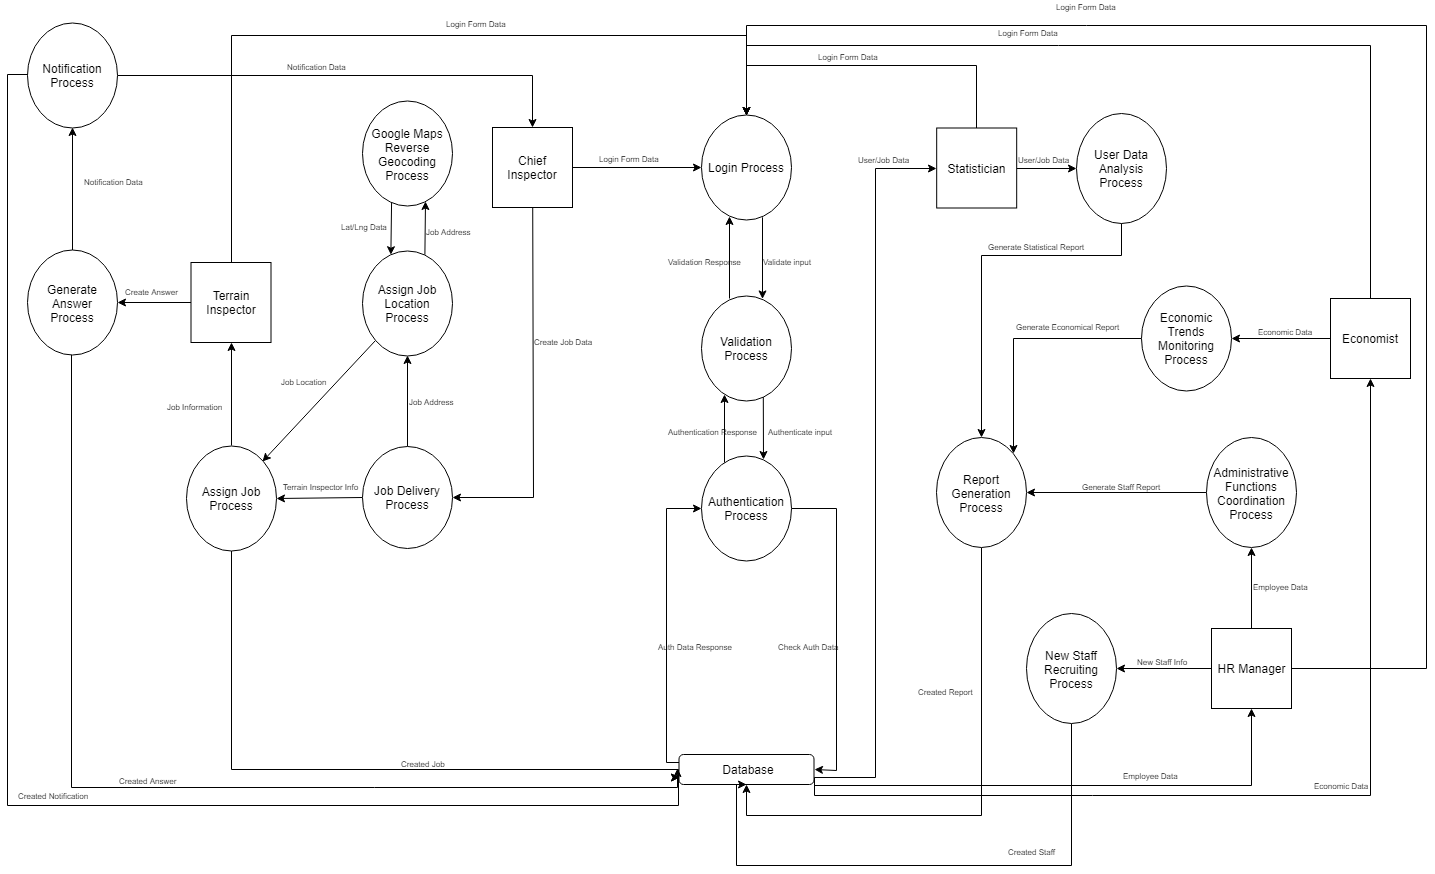 Login Form Data
Login Form Data
Login Form Data
Login Form Data
Notification
Process
Notification Data
Google Maps
Reverse
Geocoding
Process
Chief
Inspector
Login Form Data
Login Process
User/Job Data
Statistician
User/Job Data
User Data
Analysis
Process
Notification Data
Lat/Lng Data
Job Address
Validation Response
Validate input
Generate Statistical Report
Generate
Answer
Process
Create Answer
Terrain
Inspector
Assign Job
Location
Process
Create Job Data
Validation
Process
Generate Economical Report
Economic
Trends
Monitoring
Process
Economic Data
Economist
Job Location
Job Information
Job Address
Authentication Response
Authenticate input
Assign Job
Process
Terrain Inspector Info
Job Delivery
Process
Authentication
Process
Report
Generation
Process
Generate Staff Report
Administrative
Functions
Coordination
Process
Employee Data
Auth Data Response
Check Auth Data
New Staff
Recruiting
Process
New Staff Info
HR Manager
Created Report
Created Job
Database
Created Answer
Employee Data
Created Notification
Economic Data
Created Staff